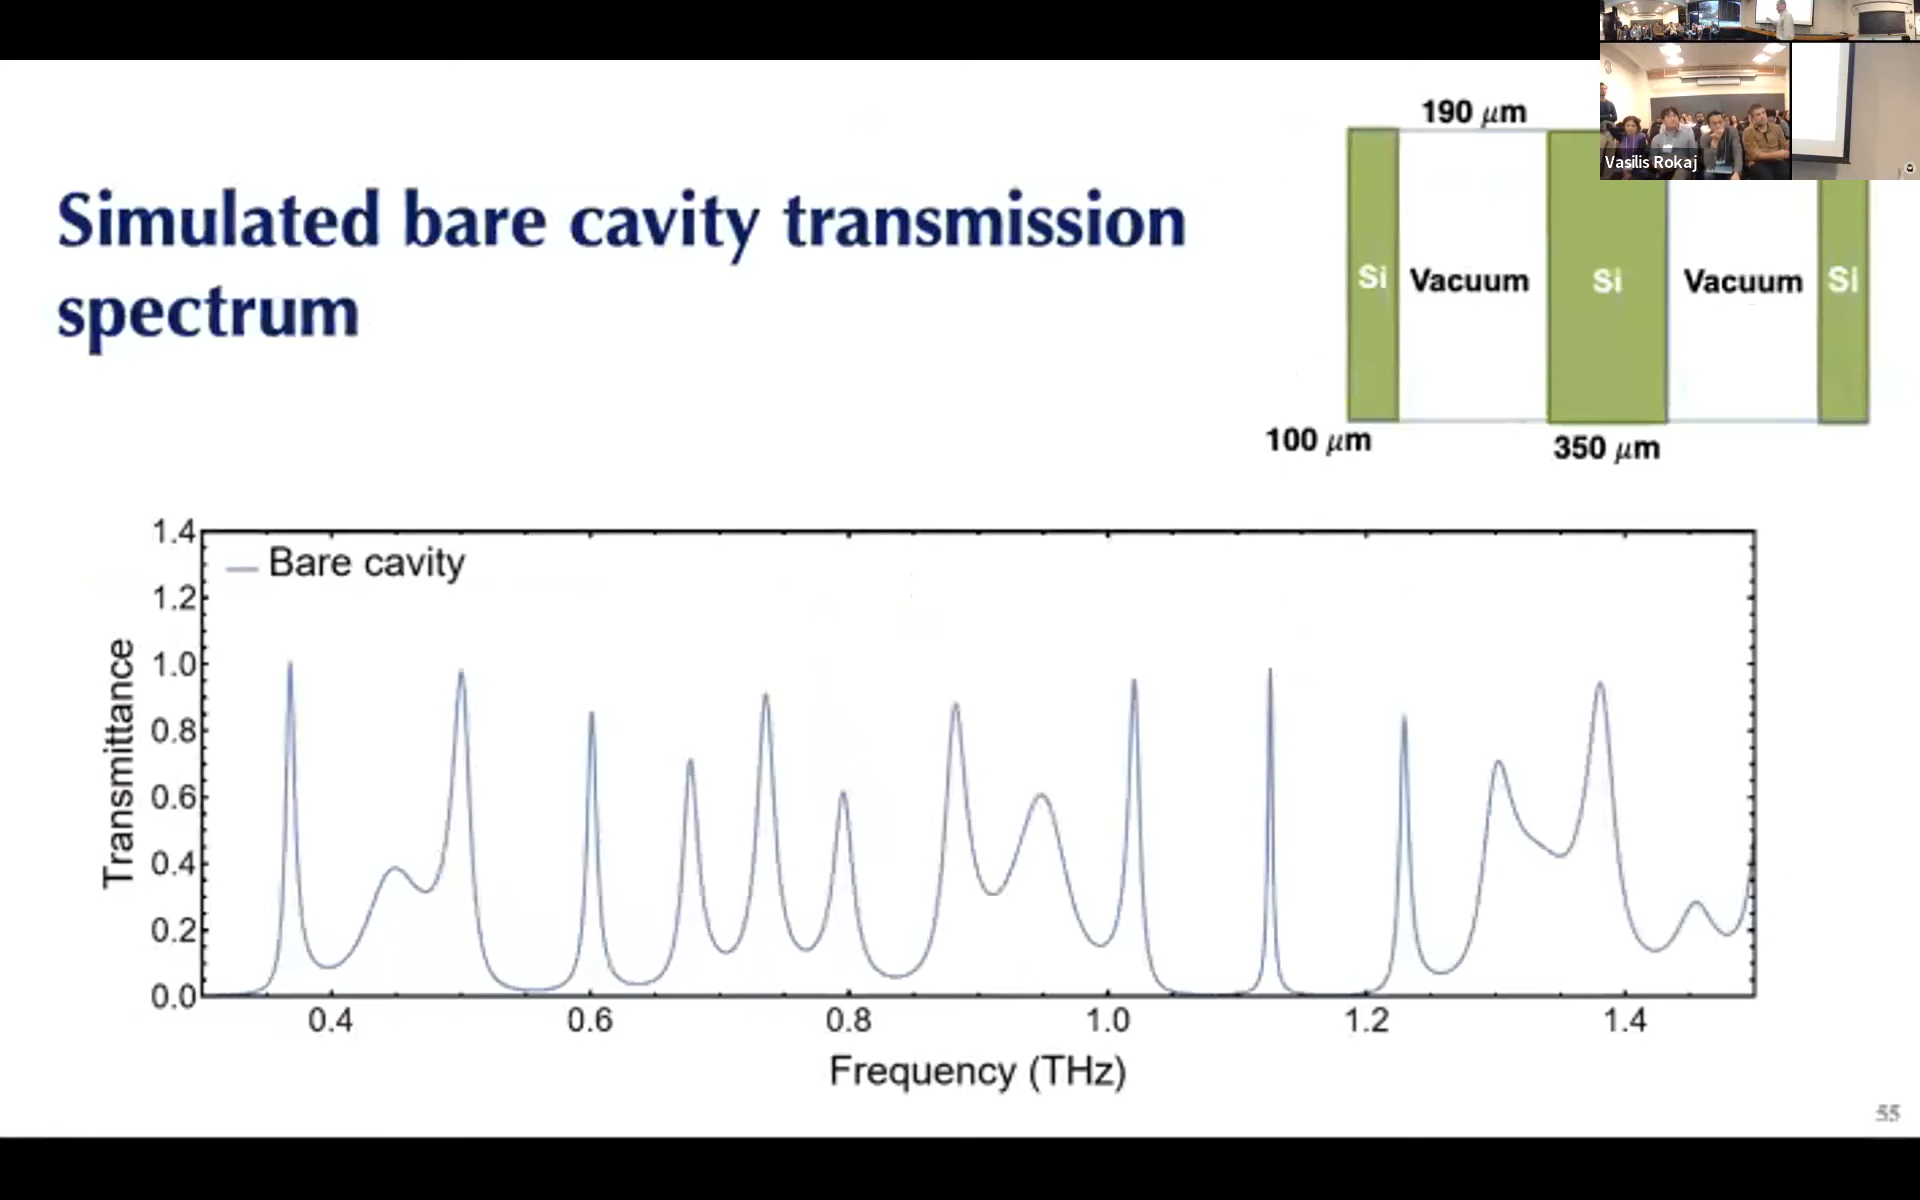 Vasilis Rokaj
190 μm
Simulated bare cavity transmission
spectrum
Si
Vacuum
Si
Vacuum
Si
100 μm
350 μm
1.4
1.2
1.0
0.8
0.6
0.4
0.2
0.0
Transmittance
Bare cavity
0.4
0.6
0.8
1.0
1.2
1.4
Frequency (THz)
55